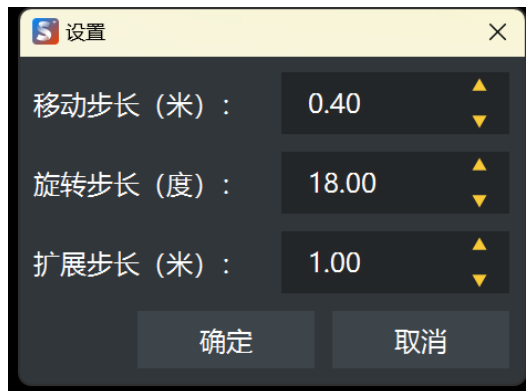 设置
移动步长（米）： 0.40
旋转步长（度）： 18.00
扩展步长（米）： 1.00
确定 取消